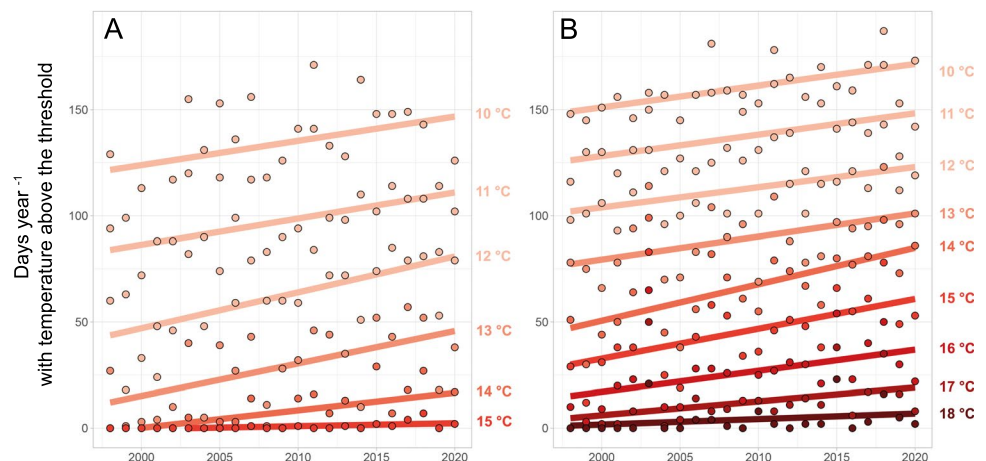 A
B
Days year -1
with temperature above the threshold
150
100
50
0
2000
2005
2010
2015
2020
10 °C
11 °C
12 °C
13 °C
14 °C
15 °C
150
100
50
0
2000
2005
2010
2015
2020
10 °C
11 °C
12 °C
13 °C
14 °C
15 °C
16 °C
17 °C
18 °C